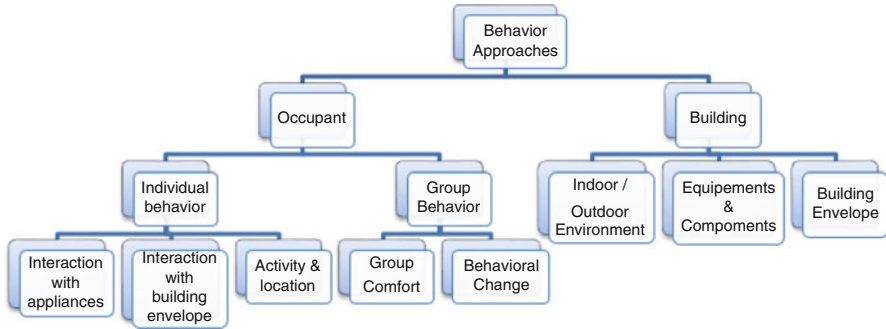 Behavior
Approaches
Occupant
Building
Individual
behavior
Group
Behavior
Indoor /
Outdoor
Environment
Equipements
&
Compoments
Building
Envelope
Interaction
with
appliances
Interaction
with
building
envelope
Activity &
location
Group
Comfort
Behavioral
Change